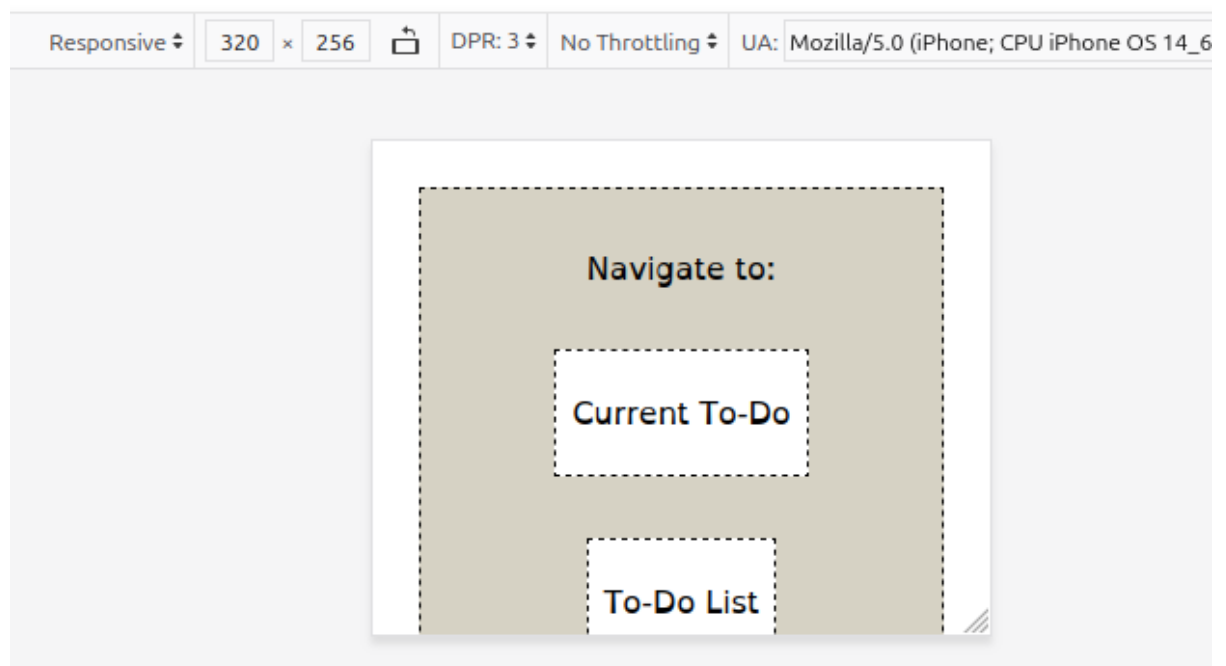 Responsive 320 × 256 DPR: 3 No Throttling UA: Mozilla/5.0 (iPhone; CPU iPhone OS 14_6
Navigate to:
Current To-Do
To-Do List